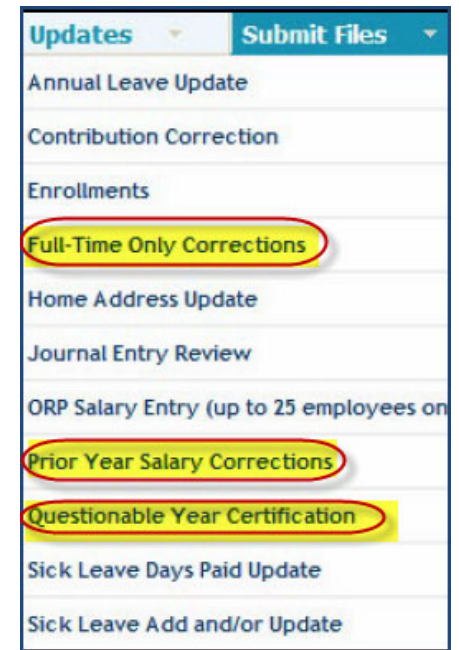 Updates Submit Files
Annual Leave Update
Contribution Correction
Enrollments
Full-Time Only Corrections
Home Address Update
Journal Entry Review
ORP Salary Entry (up to 25 employees on
Prior Year Salary Corrections
Questionable Year Certification
Sick Leave Days Paid Update
Sick Leave Add and/or Update